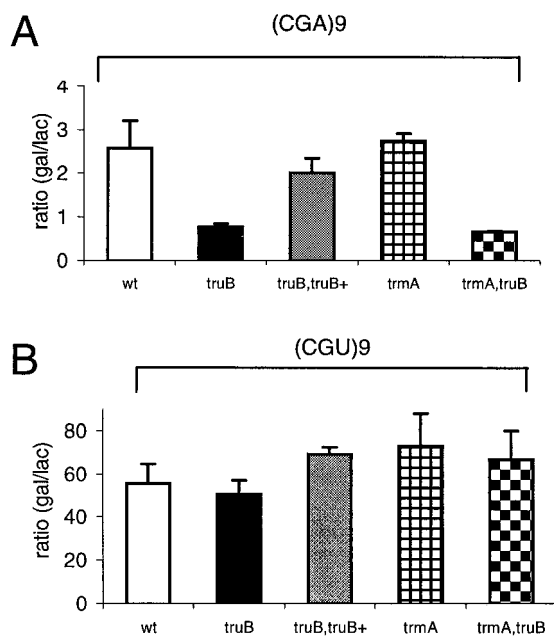 A
(CGA)9
ratio (gal/lac)
4
3
2
1
0
wt truB truB,truB+ trmA trmA,truB
B
(CGU)9
ratio (gal/lac)
80
60
40
20
0
wt truB truB,truB+ trmA trmA,truB